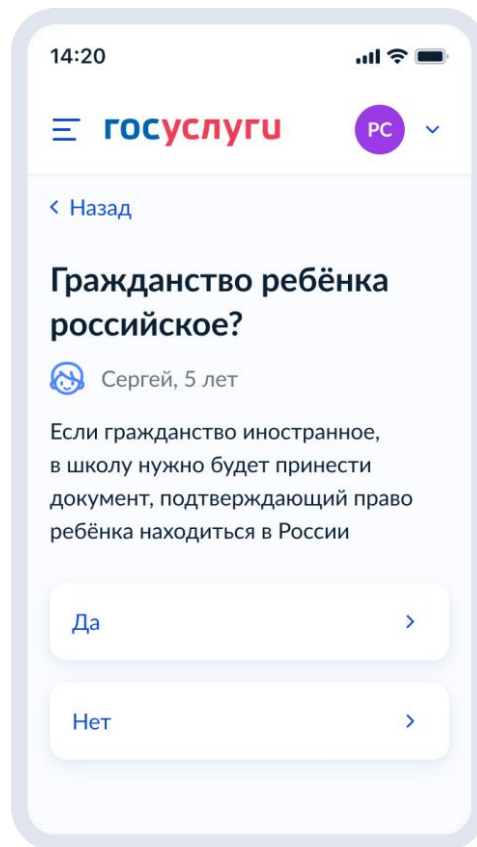 14:20
госуслуги
РС
Назад
Гражданство ребёнка
российское?
Сергей, 5 лет
Если гражданство иностранное,
в школу нужно будет принести
документ, подтверждающий право
ребёнка находиться в России
Да
Нет